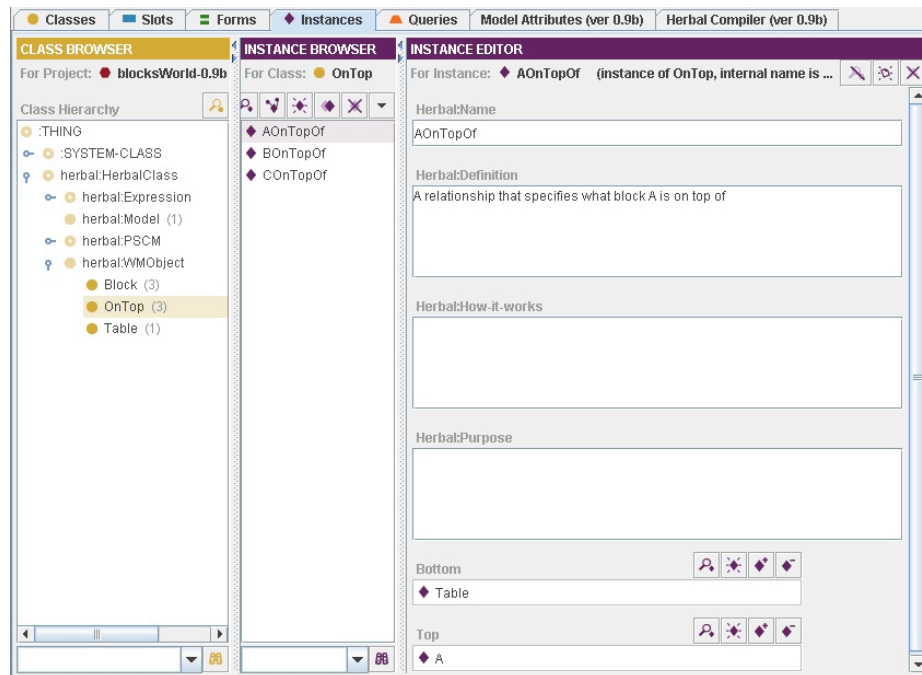 Classes
Slots
Forms
Instances
Queries
Model Attributes (ver 0.9b)
Herbal Compiler (ver 0.9b)
CLASS BROWSER
For Project: blocksWorld-0.9b
Class Hierarchy
:THING
:SYSTEM-CLASS
herbal:HerbalClass
herbal:Expression
herbal:Model (1)
herbal:PSCM
herbal:WMObject
Block (3)
OnTop (3)
Table (1)
INSTANCE BROWSER
For Class: OnTop
AOnTopOf
BOnTopOf
COnTopOf
INSTANCE EDITOR
For Instance: AOnTopOf (instance of OnTop, internal name is ...
Herbal:Name
AOnTopOf
Herbal:Definition
A relationship that specifies what block A is on top of
Herbal:How-it-works
Herbal:Purpose
Bottom
Table
Top
A